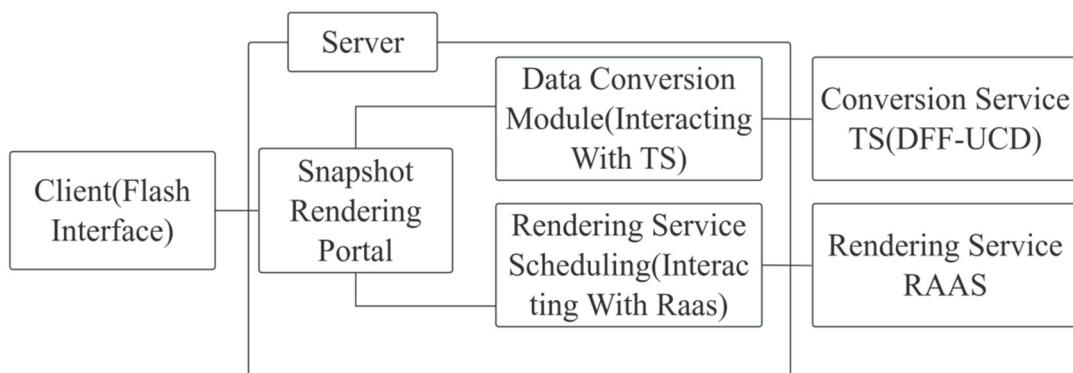 Server
Client(Flash
Interface)
Snapshot
Rendering
Portal
Data Conversion
Module(Interacting
With TS)
Rendering Service
Scheduling(Interac
ting With Raas)
Conversion Service
TS(DFF-UCD)
Rendering Service
RAAS